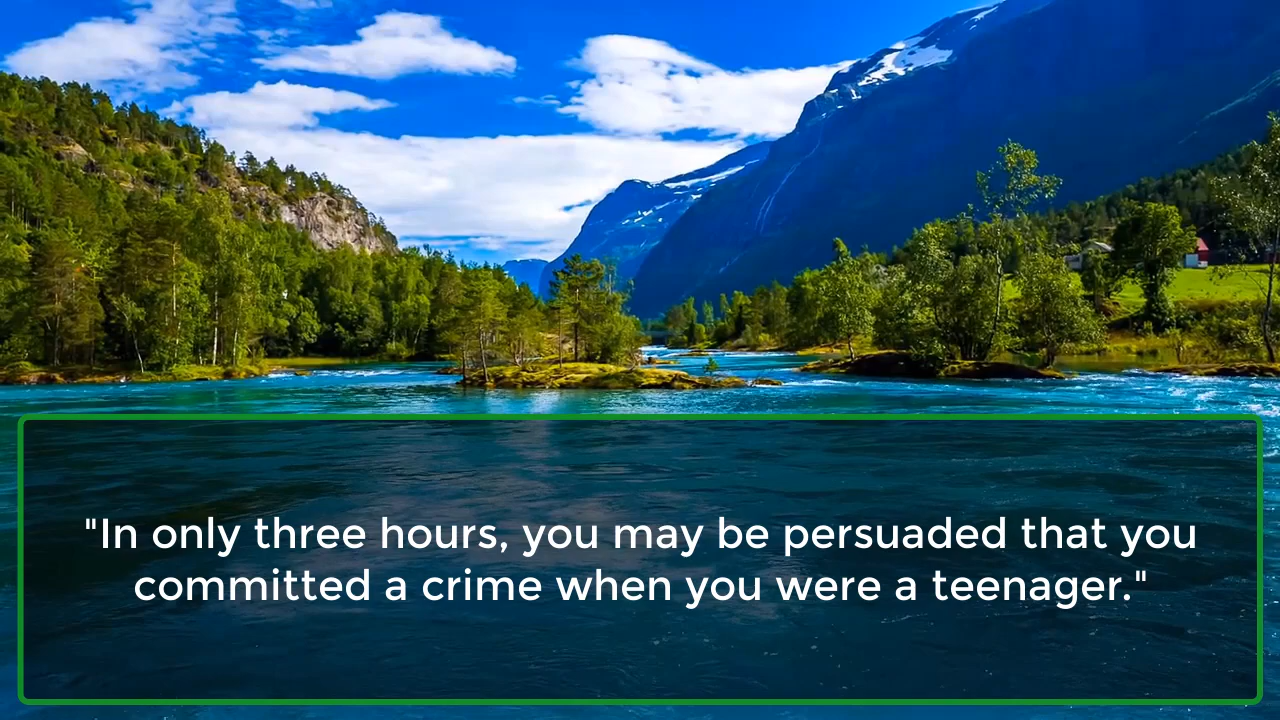 "In only three hours, you may be persuaded that you
committed a crime when you were a teenager."